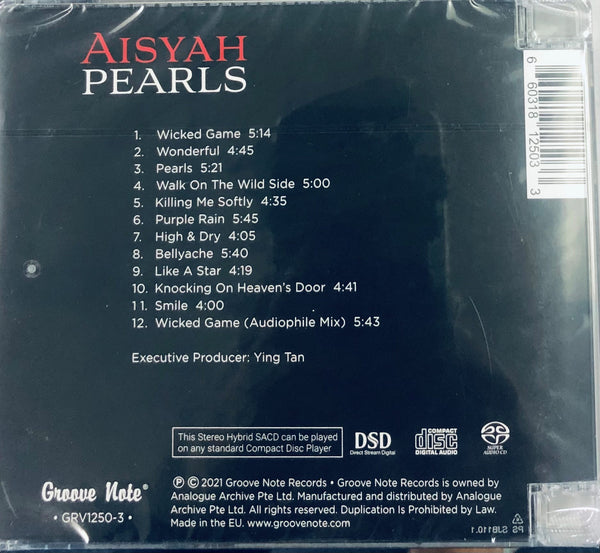 AISYAH
PEARLS
1. Wicked Game 5:14
2. Wonderful 4:45
3. Pearls 5:21
4. Walk On The Wild Side 5:00
5. Killing Me Softly 4:35
6. Purple Rain 5:45
7. High & Dry 4:05
8. Bellyache 5:40
9. Like A Star 4:19
10. Knocking On Heaven's Door 4:41
11. Smile 4:00
12. Wicked Game (Audiophile Mix) 5:43
Executive Producer: Ying Tan
This Stereo Hybrid SACD can be played
on any standard Compact Disc Player
DSD
Direct Stream Digital
COMPACT
disc
DIGITAL AUDIO
SUPER
AUDIO CD
Groove Note®
• GRV1250-3 •
Ⓟ © 2021 Groove Note Records • Groove Note Records is owned by
Analogue Archive Pte Ltd. Manufactured and distributed by Analogue
Archive Pte Ltd. All rights reserved. Duplication Is Prohibited by Law.
Made in the EU. www.groovenote.com
6 60318 12503 3
PS SJB110.1